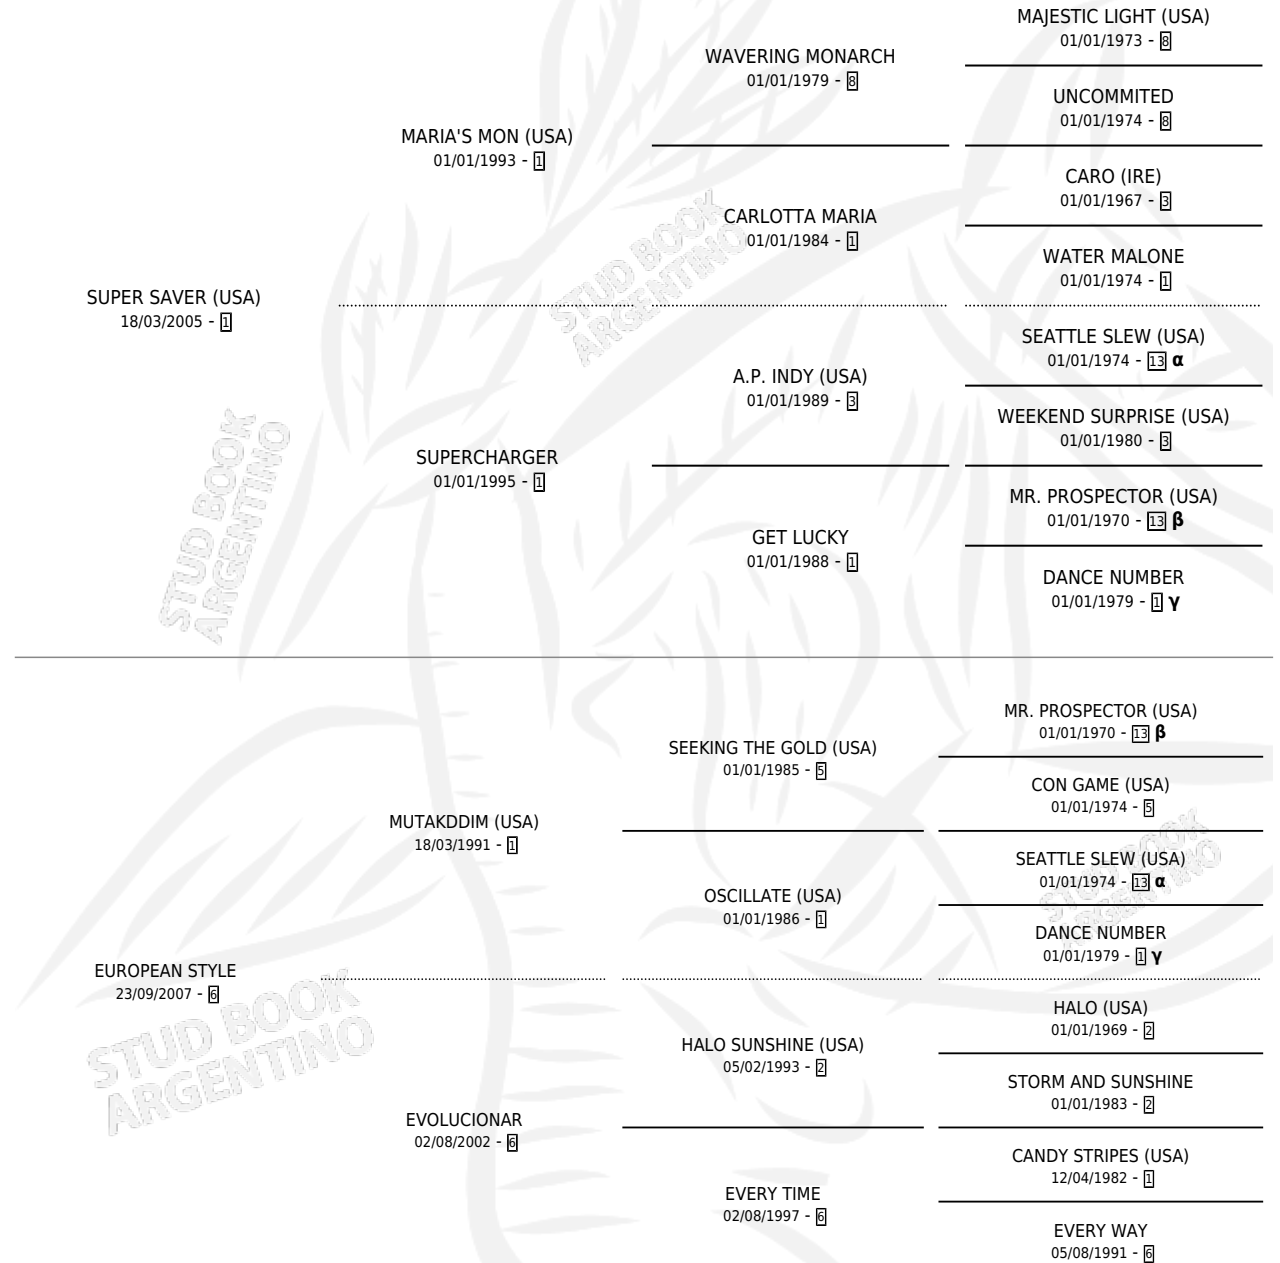 MAJESTIC LIGHT (USA)
01/01/1973 - 8
WAVERING MONARCH
01/01/1979 - 8
UNCOMMITED
01/01/1974 - 8
MARIA'S MON (USA)
01/01/1993 - 1
CARO (IRE)
01/01/1967 - 3
CARLOTTA MARIA
01/01/1984 - 1
WATER MALONE
01/01/1974 - 1
SUPER SAVER (USA)
18/03/2005 - 1
SEATTLE SLEW (USA)
01/01/1974 - 13 α
A.P. INDY (USA)
01/01/1989 - 3
WEEKEND SURPRISE (USA)
01/01/1980 - 3
SUPERCHARGER
01/01/1995 - 1
MR. PROSPECTOR (USA)
01/01/1970 - 13 β
GET LUCKY
01/01/1988 - 1
DANCE NUMBER
01/01/1979 - 1 γ
MR. PROSPECTOR (USA)
01/01/1970 - 13 β
SEEKING THE GOLD (USA)
01/01/1985 - 5
CON GAME (USA)
01/01/1974 - 5
MUTAKDDIM (USA)
18/03/1991 - 1
SEATTLE SLEW (USA)
01/01/1974 - 13 α
OSCILLATE (USA)
01/01/1986 - 1
DANCE NUMBER
01/01/1979 - 1 γ
EUROPEAN STYLE
23/09/2007 - 6
HALO (USA)
01/01/1969 - 2
HALO SUNSHINE (USA)
05/02/1993 - 2
STORM AND SUNSHINE
01/01/1983 - 2
EVOLUCIONAR
02/08/2002 - 6
CANDY STRIPES (USA)
12/04/1982 - 1
EVERY TIME
02/08/1997 - 6
EVERY WAY
05/08/1991 - 6
STUD BOOK
ARGENTINO
STUD BOOK
ARGENTINO
STUD BOOK
ARGENTINO
STUD BOOK
ARGENTINO